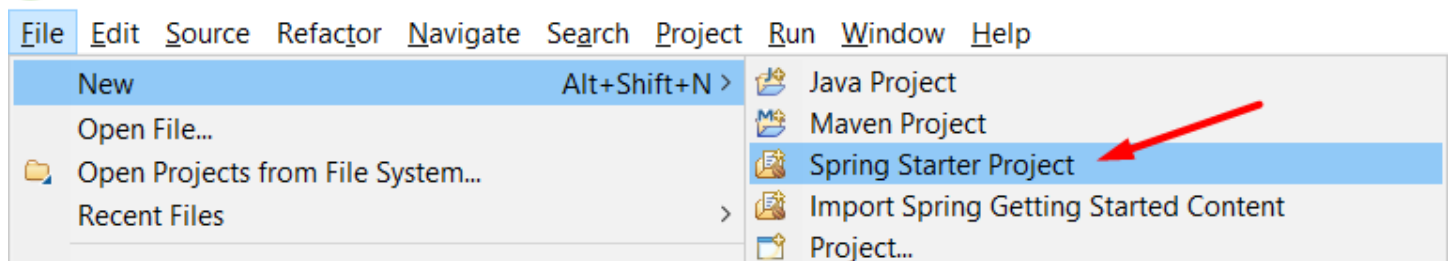 File Edit Source Refactor Navigate Search Project Run Window Help
New Alt+Shift+N >
Open File...
Open Projects from File System...
Recent Files >
Java Project
Maven Project
Spring Starter Project
Import Spring Getting Started Content
Project...